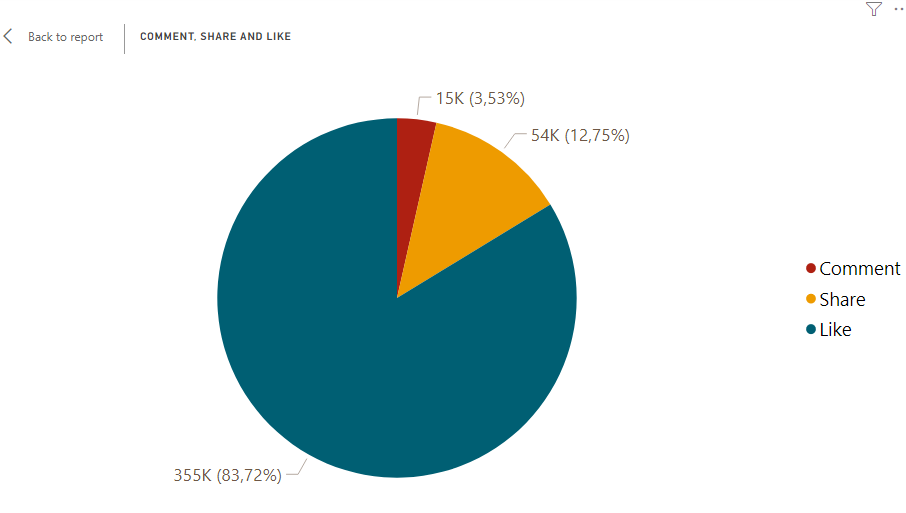 Back to report
COMMENT, SHARE AND LIKE
15K (3,53%)
54K (12,75%)
355K (83,72%)
Comment
Share
Like